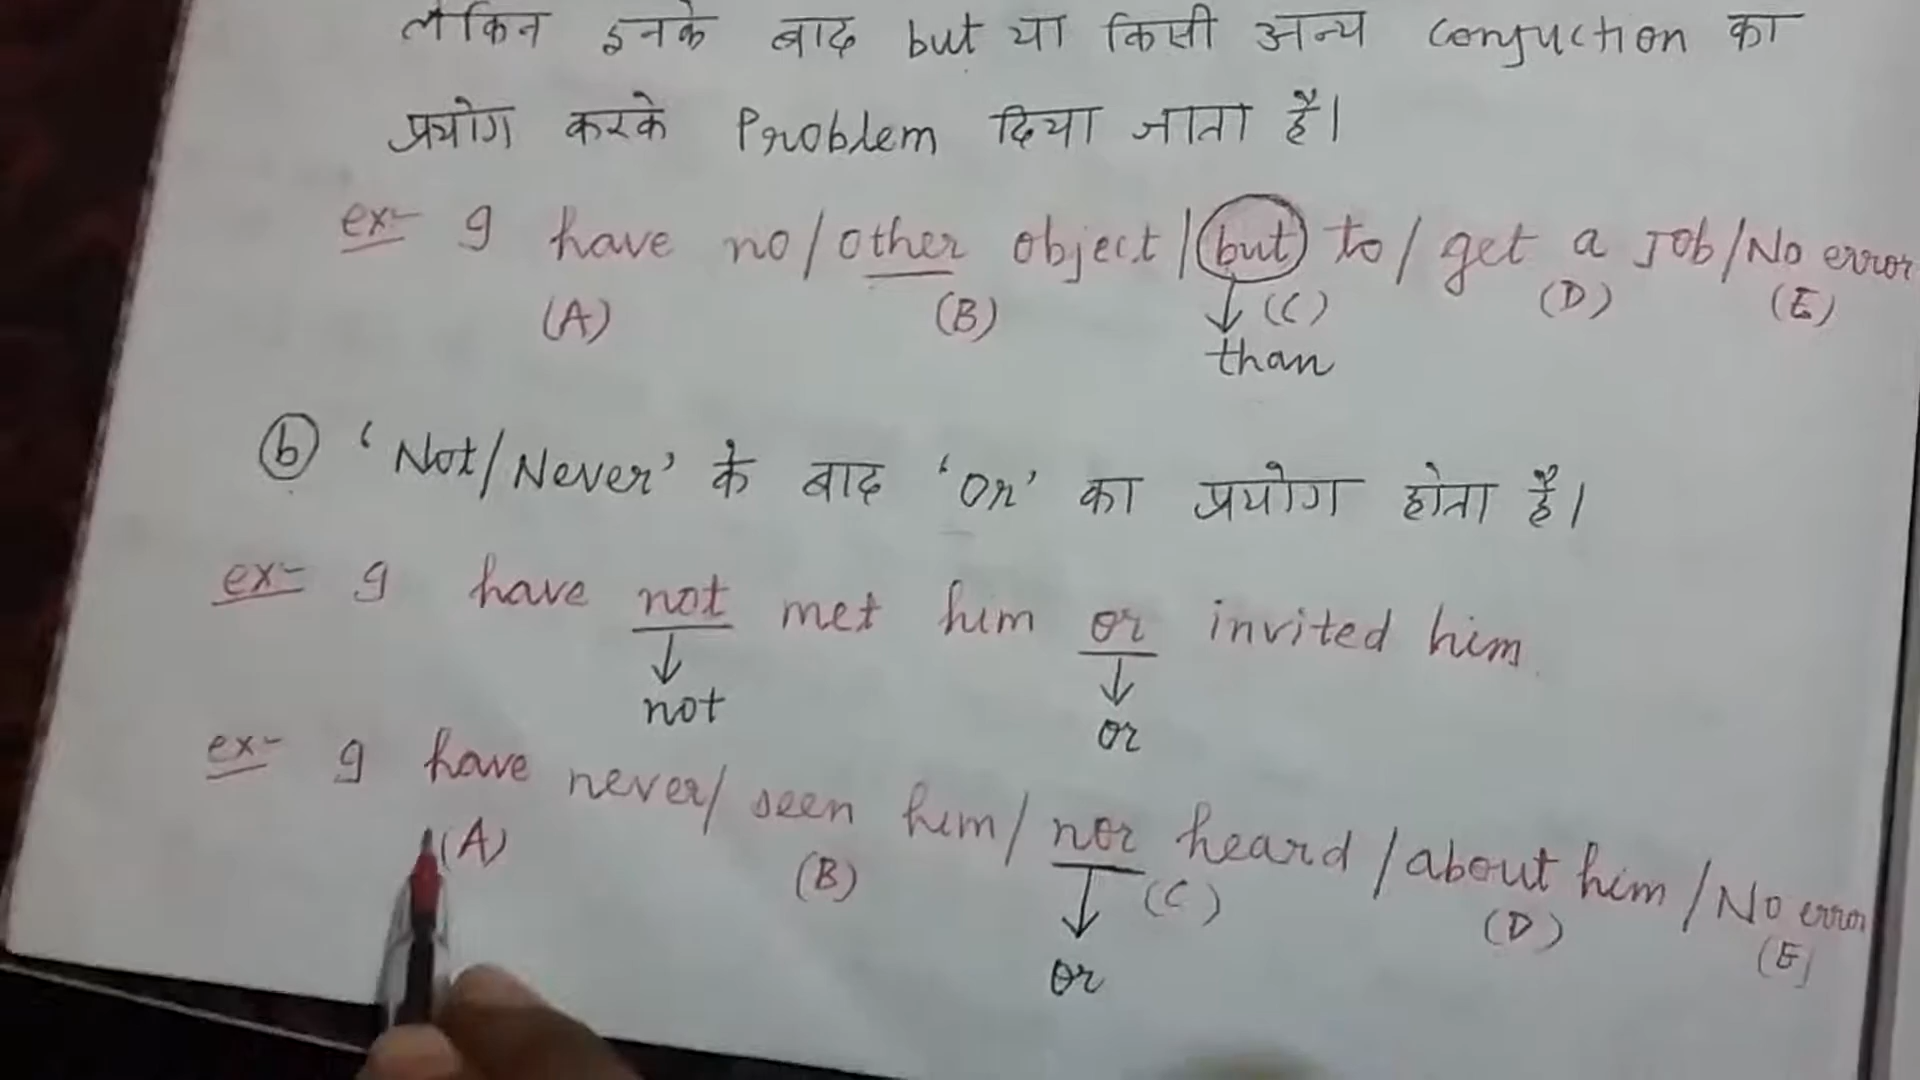 लेकिन इनके बाद but या किसी अन्य conjuction का
प्रयोग करके Problem दिया जाता है।
ex- I have no/other object/but to/get a job/No error
(A) (B) (C) (D) (E)
than
(b) 'Not/Never' के बाद 'or' का प्रयोग होता है।
ex- I have not met him or invited him.
not or
ex- I have never/seen him/nor heard/about him/No error
(A) (B) (C) (D) (E)
or